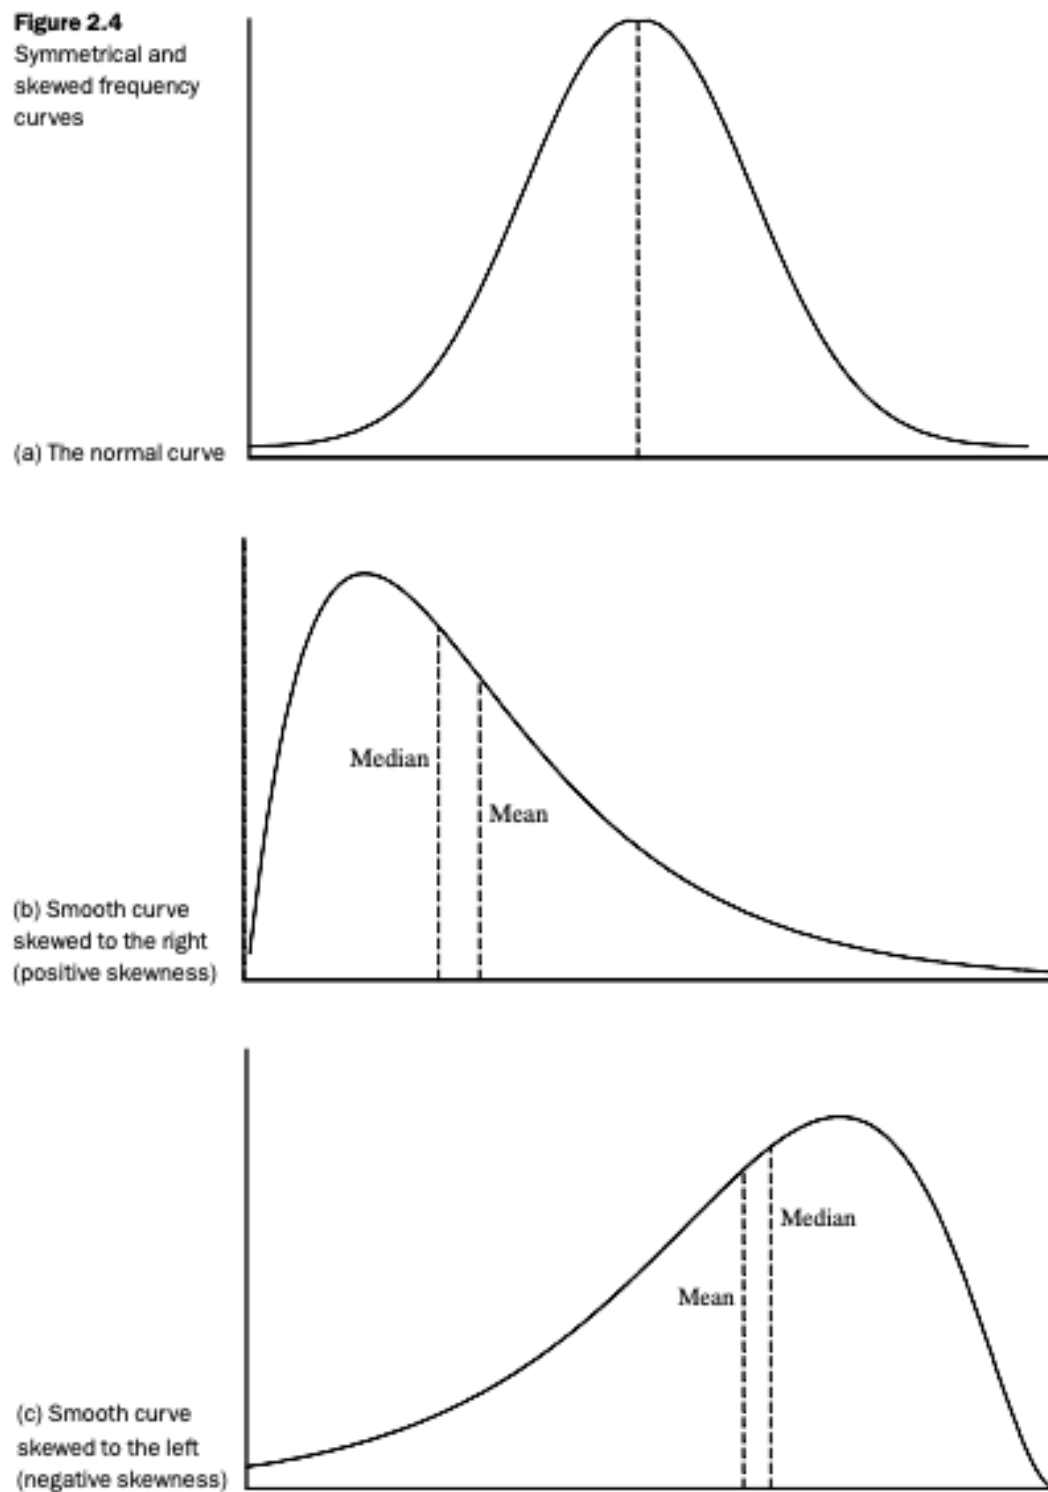 Figure 2.4
Symmetrical and
skewed frequency
curves
(a) The normal curve
Median
Mean
(b) Smooth curve
skewed to the right
(positive skewness)
Median
Mean
(c) Smooth curve
skewed to the left
(negative skewness)